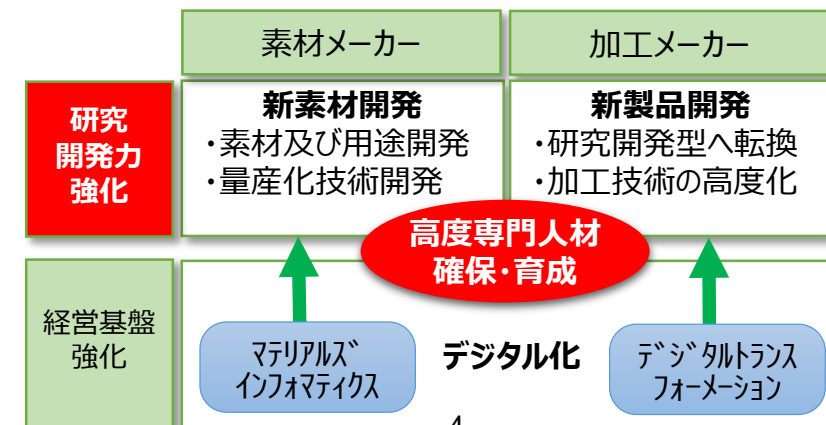 素材メーカー
加工メーカー
研究
開発力
強化
新素材開発
・素材及び用途開発
・量産化技術開発
新製品開発
・研究開発型へ転換
・加工技術の高度化
高度専門人材
確保・育成
経営基盤
強化
ﾏﾃﾘｱﾙｽﾞ
ｲﾝﾌｫﾏﾃｨｸｽ
デジタル化
ﾃﾞｼﾞﾀﾙﾄﾗﾝｽ
ﾌｫｰﾒｰｼｮﾝ